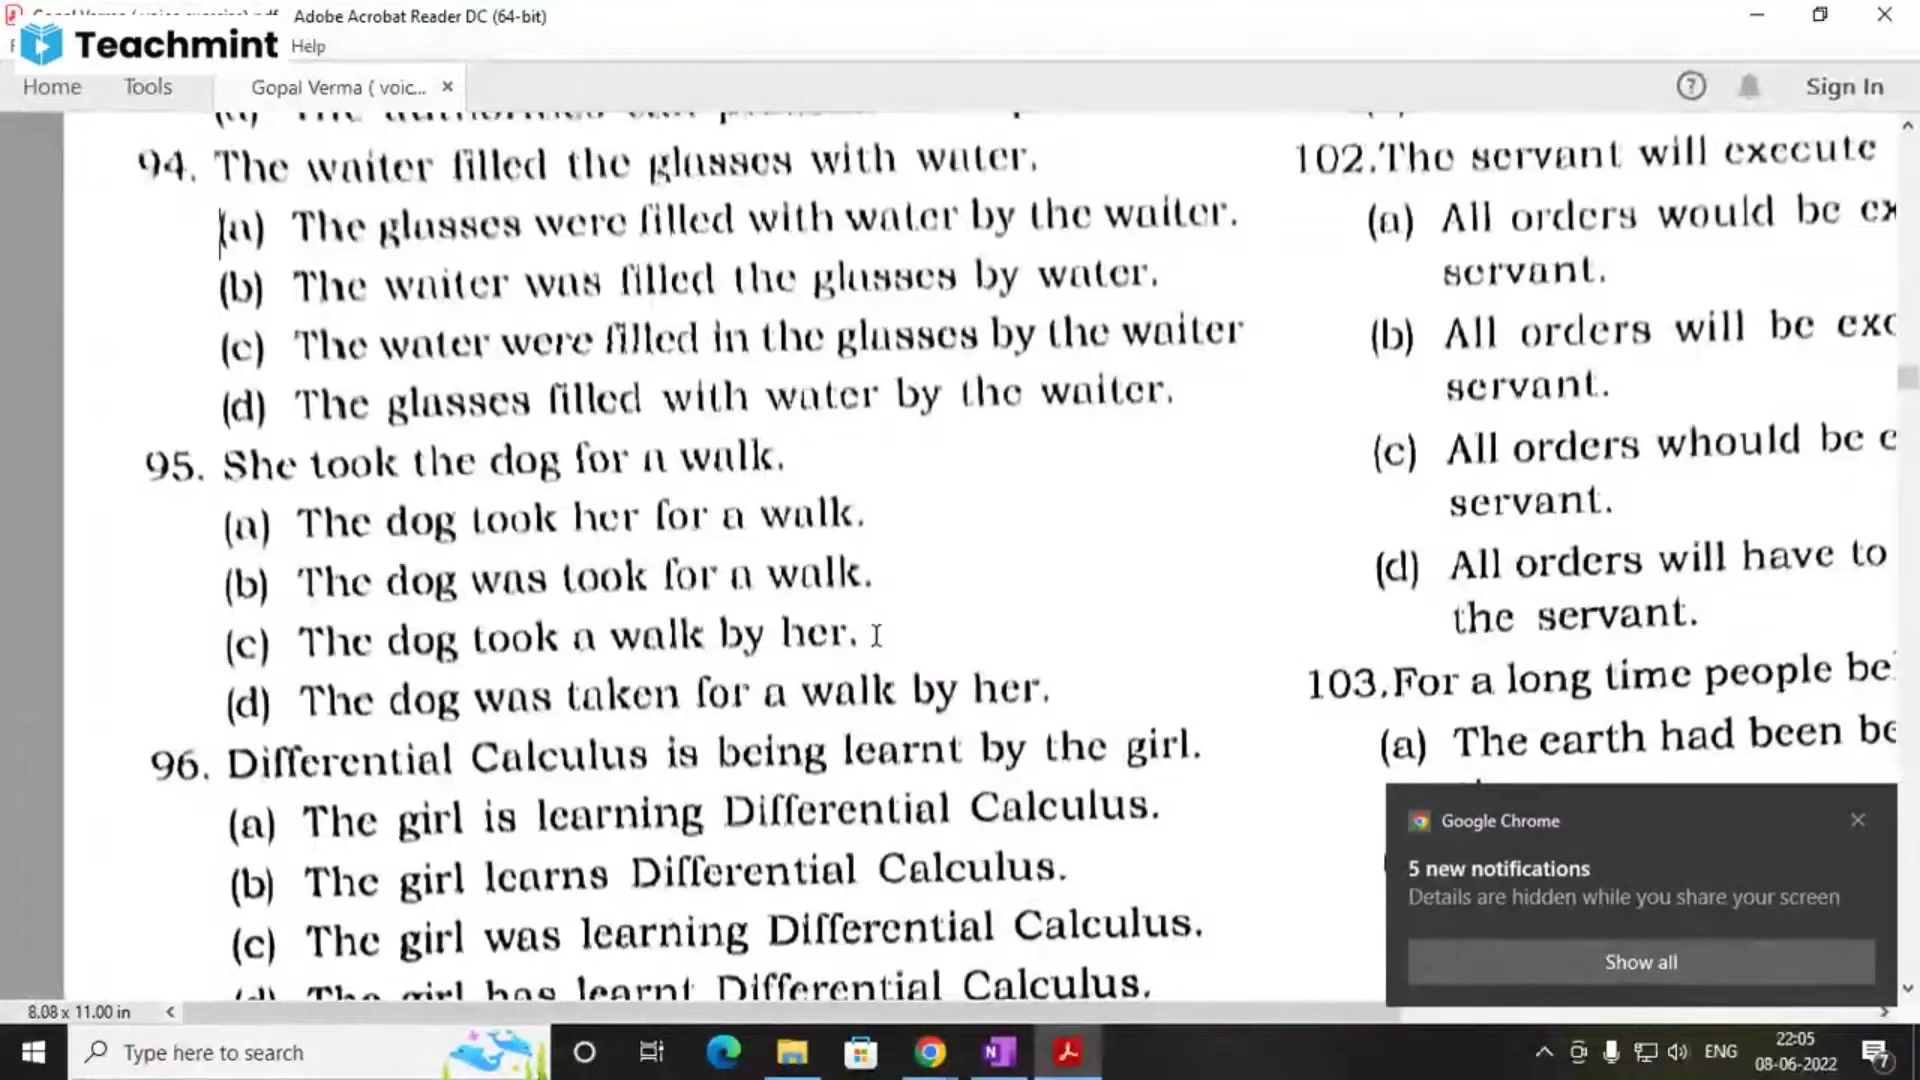 Adobe Acrobat Reader DC (64-bit)
Teachmint
Help
Home Tools Gopal Verma ( voic... × Sign In
94. The waiter filled the glasses with water.
(a) The glasses were filled with water by the waiter.
(b) The waiter was filled the glasses by water.
(c) The water were filled in the glasses by the waiter
(d) The glasses filled with water by the waiter.
95. She took the dog for a walk.
(a) The dog took her for a walk.
(b) The dog was took for a walk.
(c) The dog took a walk by her.
(d) The dog was taken for a walk by her.
96. Differential Calculus is being learnt by the girl.
(a) The girl is learning Differential Calculus.
(b) The girl learns Differential Calculus.
(c) The girl was learning Differential Calculus.
(d) The girl has learnt Differential Calculus.
102.The servant will execute
(a) All orders would be ex
servant.
(b) All orders will be exc
servant.
(c) All orders whould be e
servant.
(d) All orders will have to
the servant.
103.For a long time people be
(a) The earth had been be
Google Chrome
5 new notifications
Details are hidden while you share your screen
Show all
8.08 x 11.00 in
Type here to search
ENG
22:05
08-06-2022
7